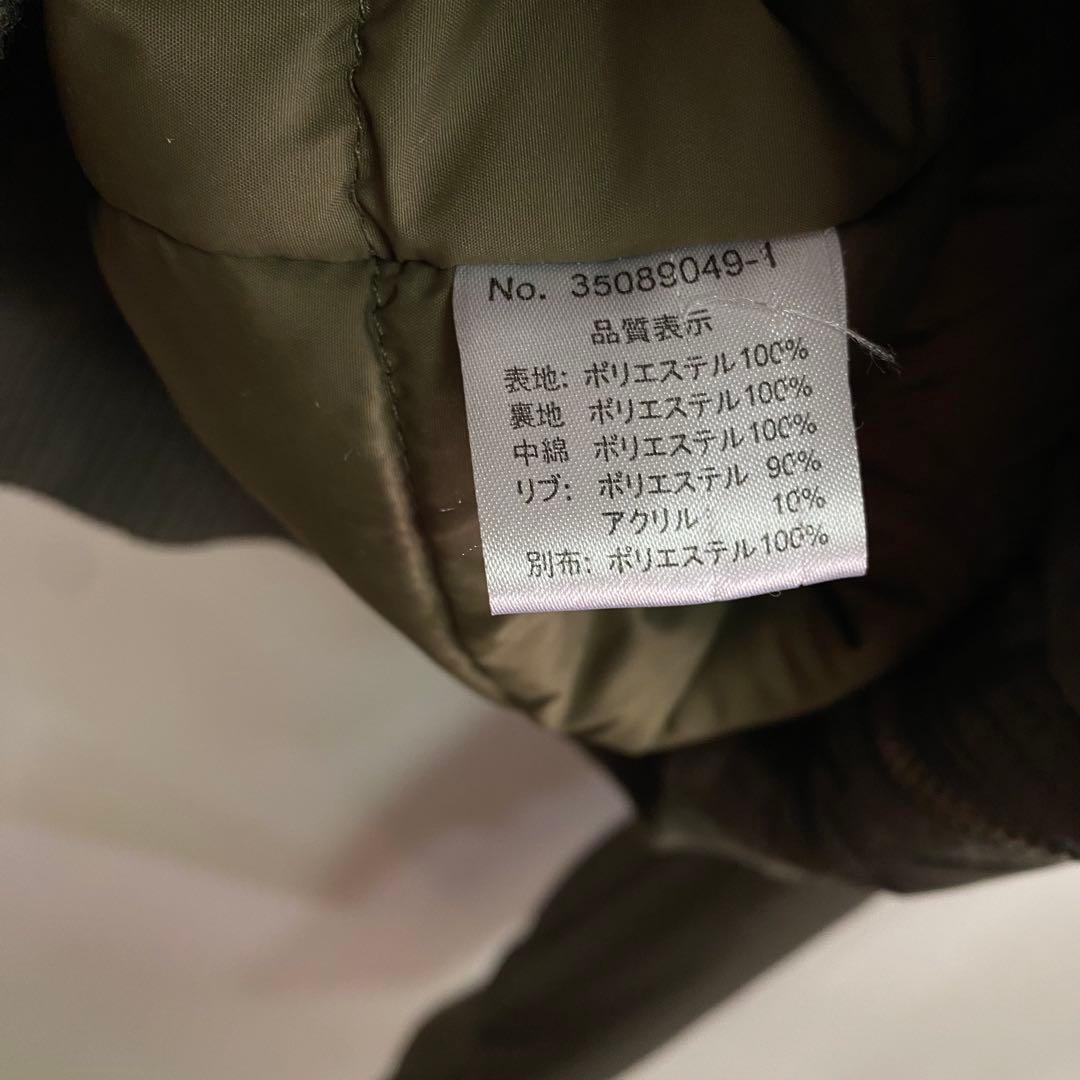 No. 35089049-1
品質表示
表地: ポリエステル100%
裏地 ポリエステル100%
中綿 ポリエステル100%
リブ: ポリエステル 90%
アクリル 10%
別布: ポリエステル100%